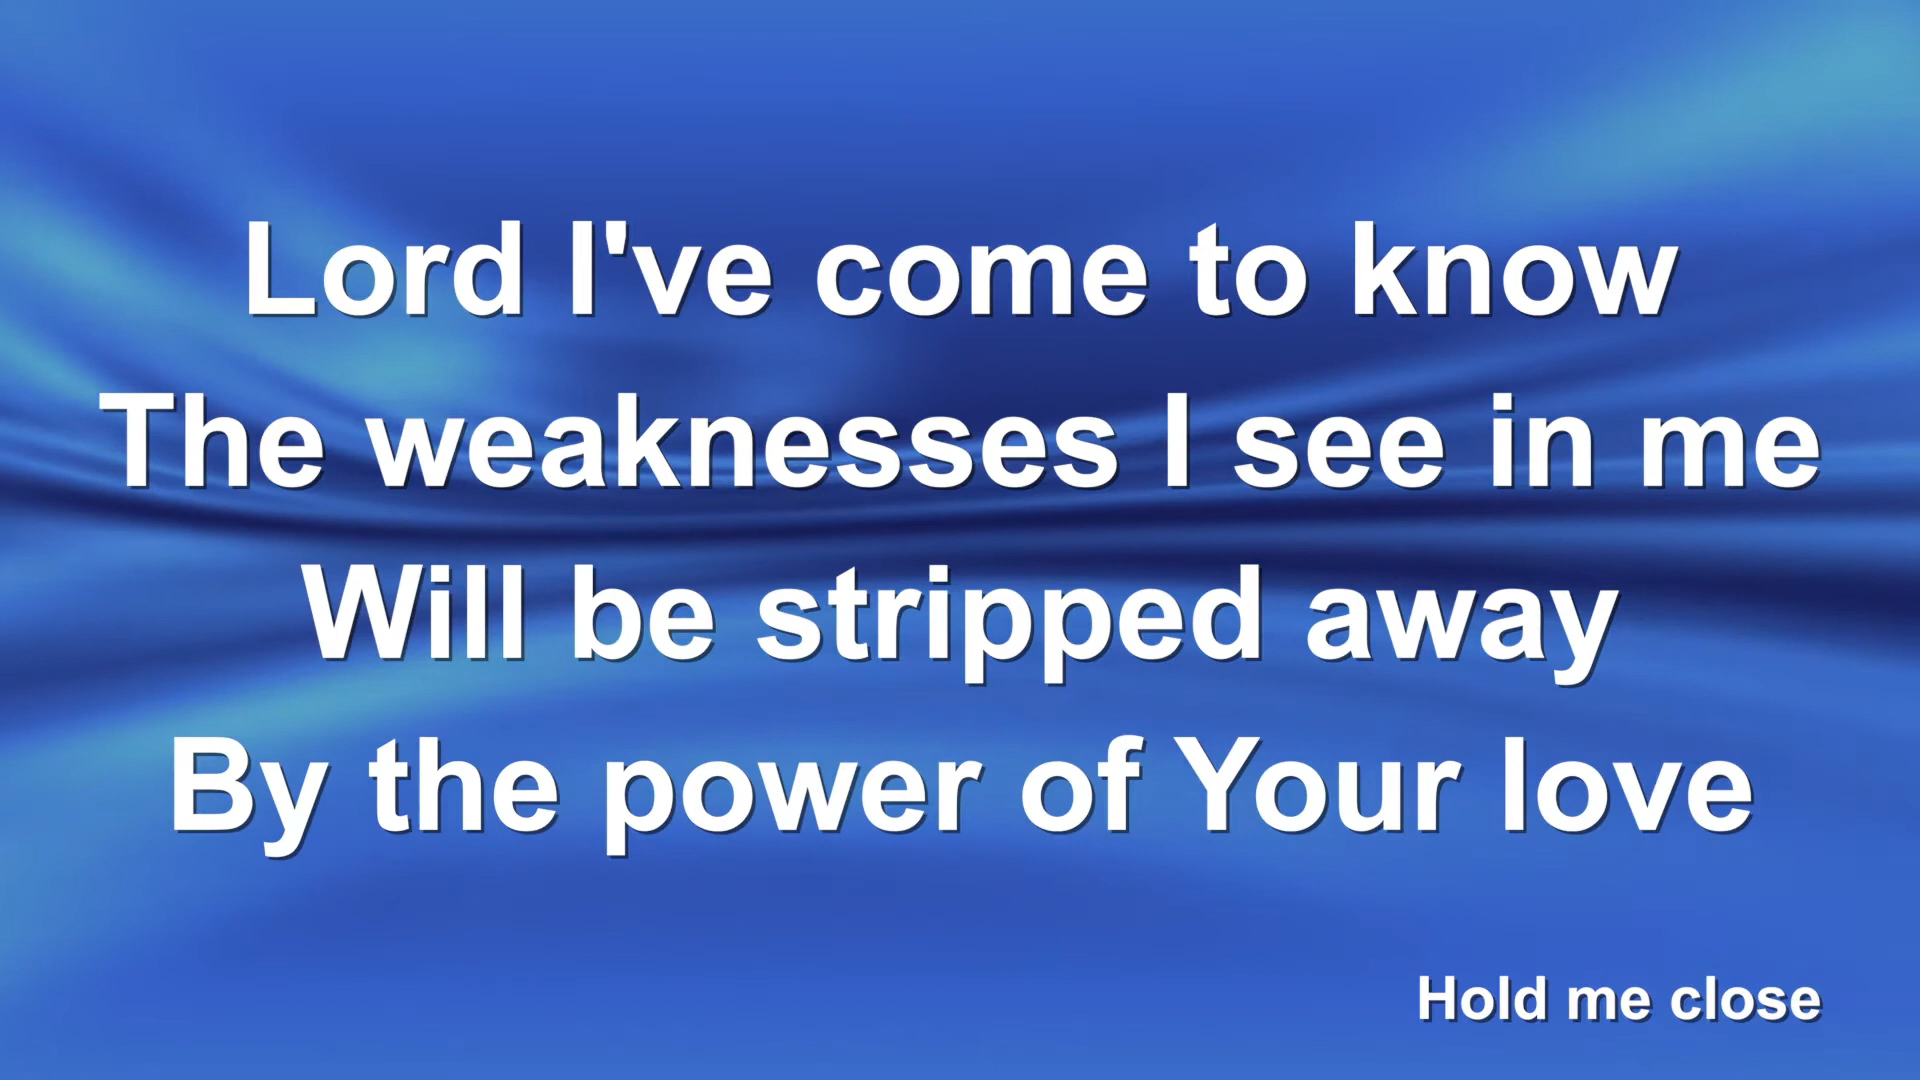 Lord I've come to know
The weaknesses I see in me
Will be stripped away
By the power of Your love
Hold me close